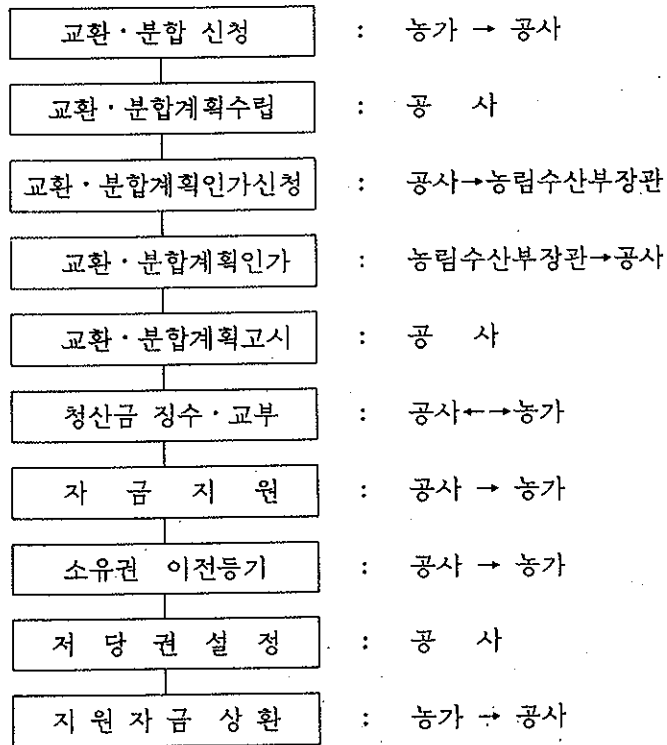 교환·분합 신청 : 농가 → 공사
교환·분합계획수립 : 공 사
교환·분합계획인가신청 : 공사→농림수산부장관
교환·분합계획인가 : 농림수산부장관→공사
교환·분합계획고시 : 공 사
청산금 징수·교부 : 공사←→농가
자 금 지 원 : 공사 → 농가
소유권 이전등기 : 공사 → 농가
저 당 권 설 정 : 공 사
지 원 자 금 상 환 : 농가 → 공사